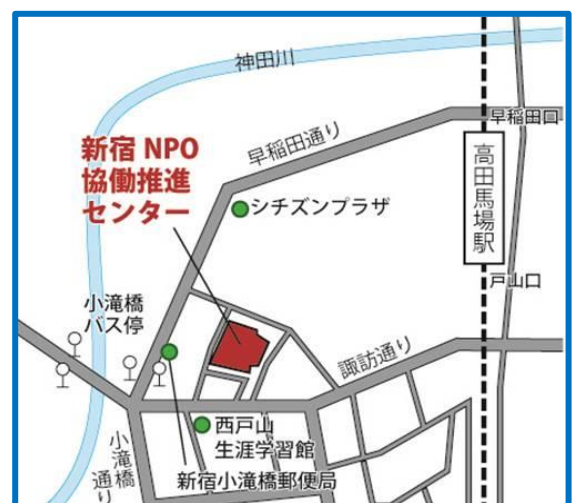 神田川
早稲田口
早稲田通り
新宿 NPO
協働推進
センター
高田馬場駅
シチズンプラザ
戸山口
小滝橋
バス停
諏訪通り
西戸山
生涯学習館
小滝橋
通り
新宿小滝橋郵便局